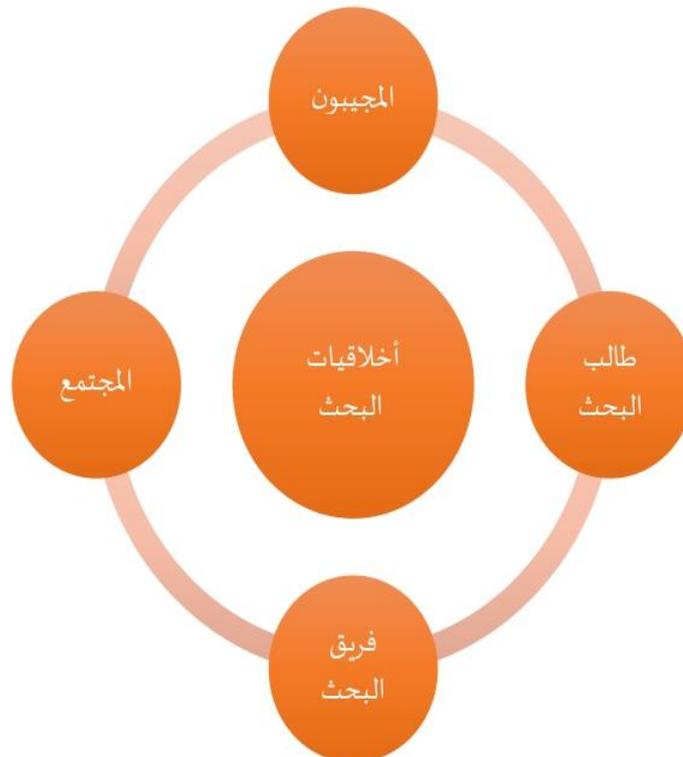 المجيبون
طالب
البحث
أخلاقيات
البحث
المجتمع
فريق
البحث